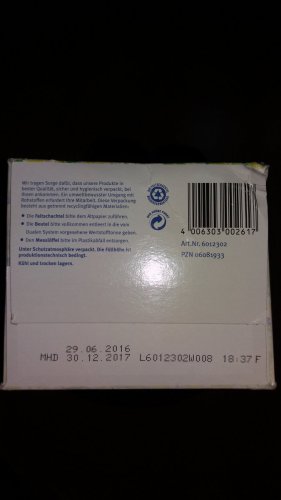 Wir tragen Sorge dafür, dass unsere Produkte in
bester Qualität, sicher und hygienisch verpackt, bei
Ihnen ankommen. Ein umweltbewusster Umgang mit
Rohstoffen erfordert Ihre Mitarbeit. Diese Verpackung
besteht aus getrennt recyclingfähigen Materialien:
• Die Faltschachtel bitte dem Altpapier zuführen.
• Die Beutel bitte vollkommen entleert in die vom
Dualen System vorgesehene Wertstofftonne geben.
• Den Messlöffel bitte im Plastikabfall entsorgen.
Unter Schutzatmosphäre verpackt. Die Füllhöhe ist
produktionstechnisch bedingt.
Kühl und trocken lagern.
4 006303 002617
Art.Nr. 6012302
PZN 06081933
29.06.2016
MHD 30.12.2017 L6012302W008 18:37 F